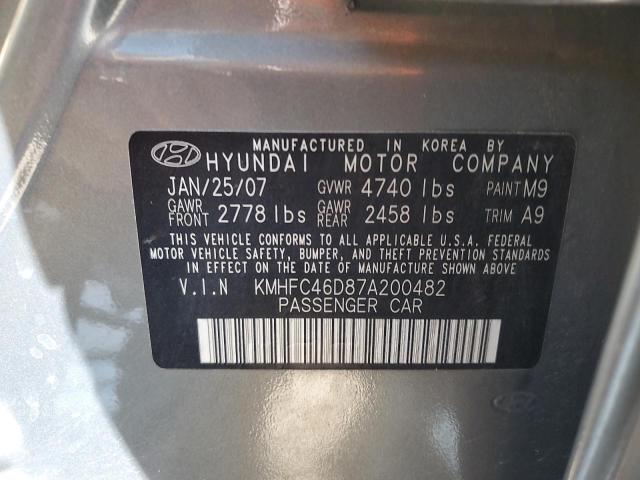 MANUFACTURED IN KOREA BY
HYUNDAI MOTOR COMPANY
JAN/25/07 GVWR 4740 lbs PAINT M9
GAWR FRONT 2778 lbs GAWR REAR 2458 lbs TRIM A9
THIS VEHICLE CONFORMS TO ALL APPLICABLE U.S.A. FEDERAL
MOTOR VEHICLE SAFETY, BUMPER, AND THEFT PREVENTION STANDARDS
IN EFFECT ON THE DATE OF MANUFACTURE SHOWN ABOVE
V.I.N KMHFC46D87A200482
PASSENGER CAR